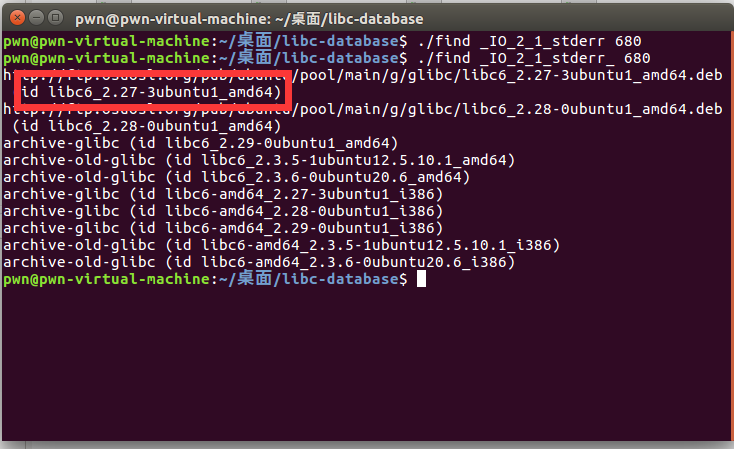 pwn@pwn-virtual-machine: ~/桌面/libc-database
pwn@pwn-virtual-machine:~/桌面/libc-database$ ./find _IO_2_1_stderr 680
pwn@pwn-virtual-machine:~/桌面/libc-database$ ./find _IO_2_1_stderr_ 680
/pool/main/g/glibc/libc6_2.27-3ubuntu1_amd64.deb
(id libc6_2.27-3ubuntu1_amd64)
/pool/main/g/glibc/libc6_2.28-0ubuntu1_amd64.deb
(id libc6_2.28-0ubuntu1_amd64)
archive-glibc (id libc6_2.29-0ubuntu1_amd64)
archive-old-glibc (id libc6_2.3.5-1ubuntu12.5.10.1_amd64)
archive-old-glibc (id libc6_2.3.6-0ubuntu20.6_amd64)
archive-glibc (id libc6-amd64_2.27-3ubuntu1_i386)
archive-glibc (id libc6-amd64_2.28-0ubuntu1_i386)
archive-glibc (id libc6-amd64_2.29-0ubuntu1_i386)
archive-old-glibc (id libc6-amd64_2.3.5-1ubuntu12.5.10.1_i386)
archive-old-glibc (id libc6-amd64_2.3.6-0ubuntu20.6_i386)
pwn@pwn-virtual-machine:~/桌面/libc-database$